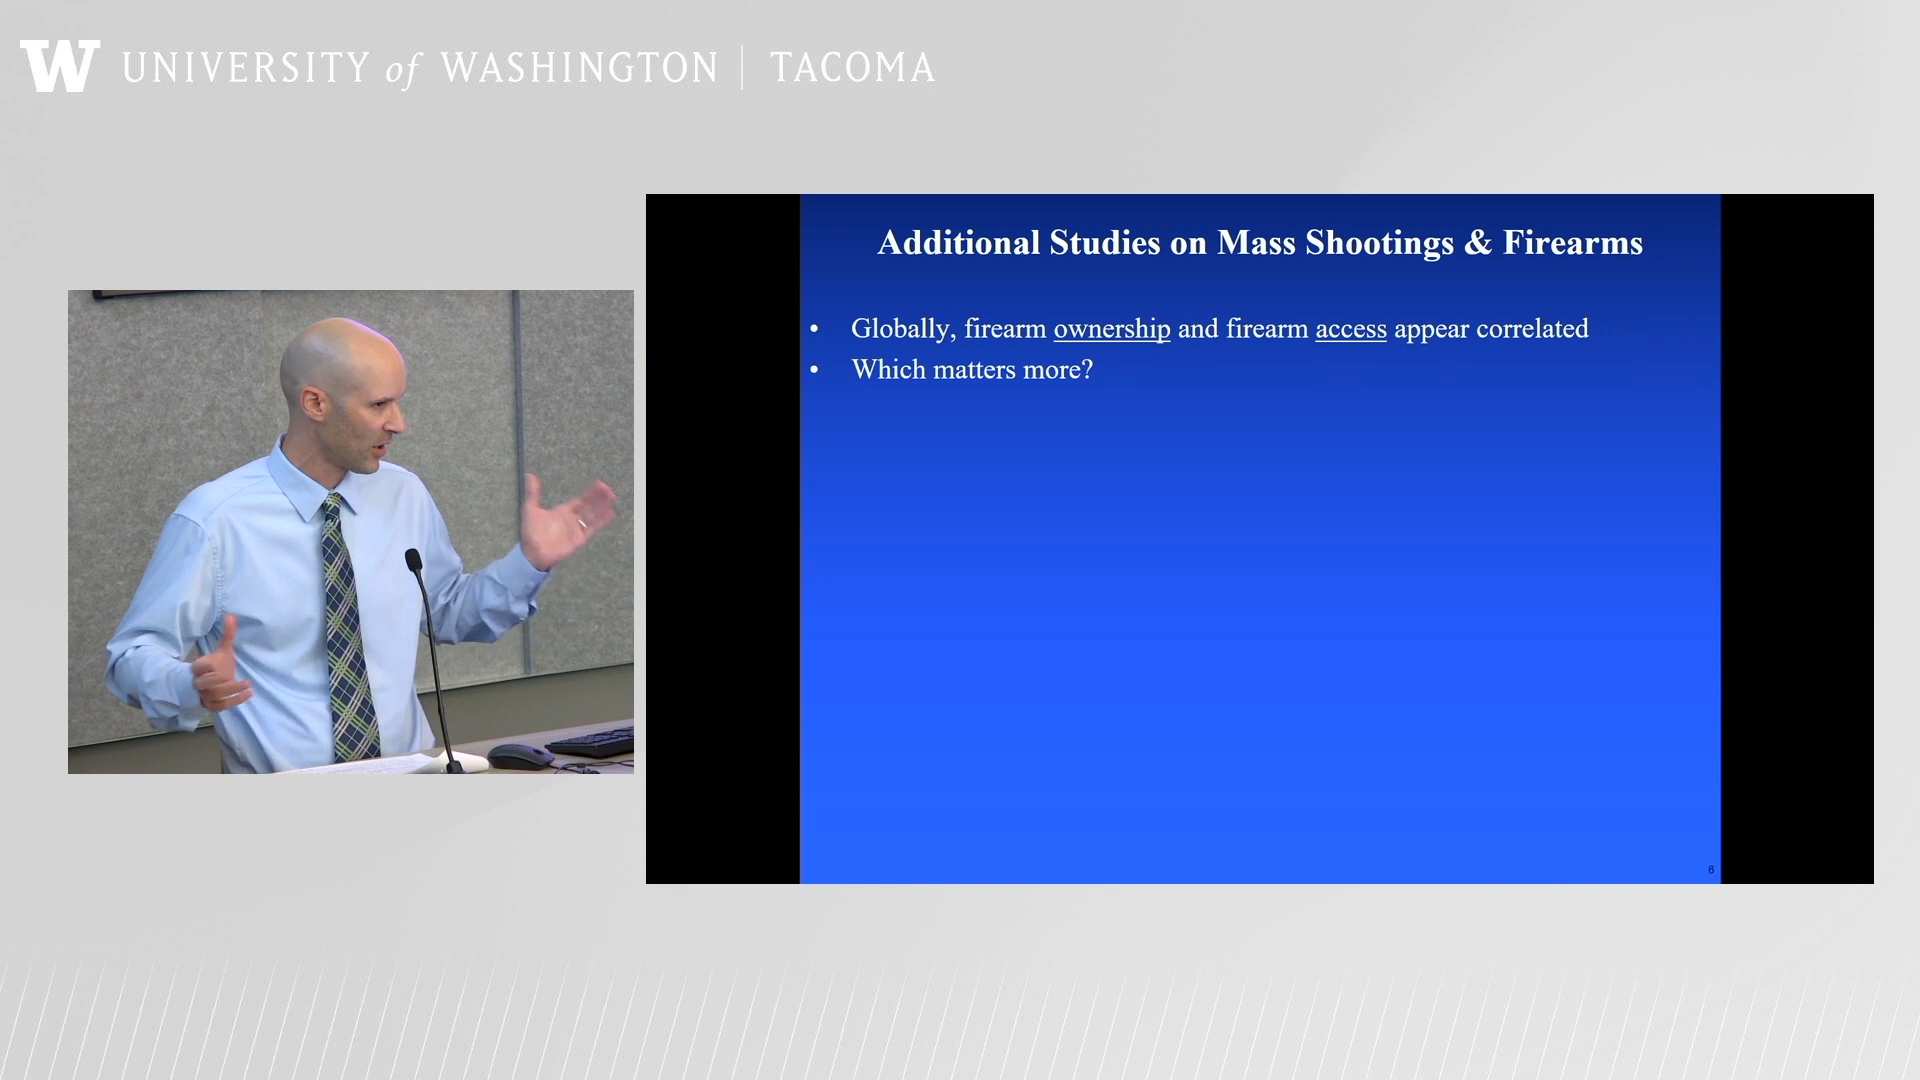 W UNIVERSITY of WASHINGTON | TACOMA
Additional Studies on Mass Shootings & Firearms
• Globally, firearm ownership and firearm access appear correlated
• Which matters more?
6